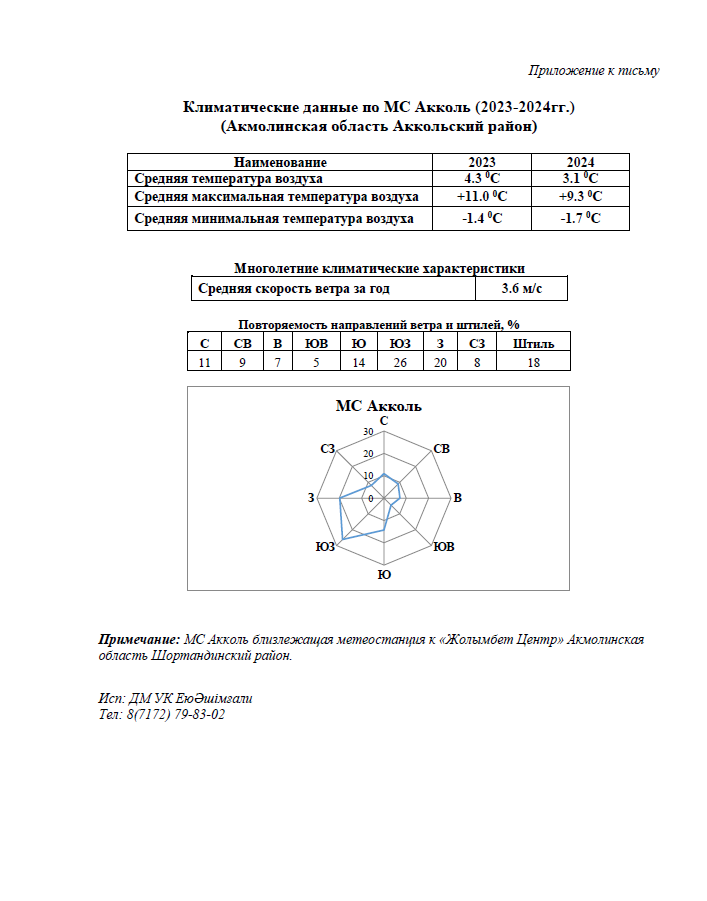 Приложение к письму
Климатические данные по МС Акколь (2023-2024гг.)
(Акмолинская область Аккольский район)
Наименование 2023 2024
Средняя температура воздуха 4.3 ⁰С 3.1 ⁰С
Средняя максимальная температура воздуха +11.0 ⁰С +9.3 ⁰С
Средняя минимальная температура воздуха -1.4 ⁰С -1.7 ⁰С
Многолетние климатические характеристики
Средняя скорость ветра за год 3.6 м/с
Повторяемость направлений ветра и штилей, %
С СВ В ЮВ Ю ЮЗ З СЗ Штиль
11 9 7 5 14 26 20 8 18
МС Акколь
С
30
СЗ СВ
20
10
З 0 В
ЮЗ ЮВ
Ю
Примечание: МС Акколь близлежащая метеостанция к «Жолымбет Центр» Акмолинская
область Шортандинский район.
Исп: ДМ УК ЕюӘшімғали
Тел: 8(7172) 79-83-02